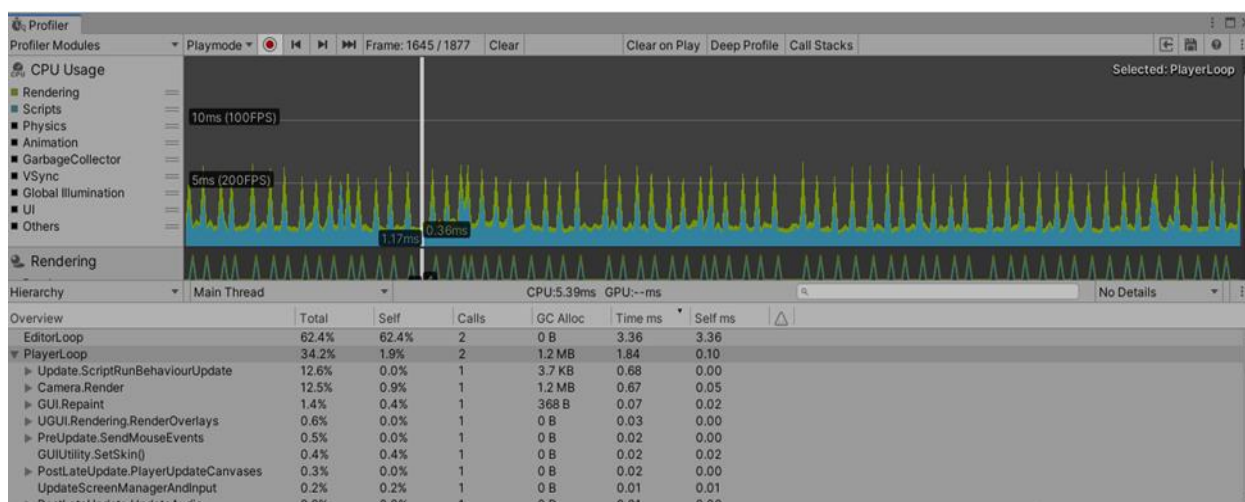 Profiler
Profiler Modules Playmode Frame: 1645 / 1877 Clear Clear on Play Deep Profile Call Stacks
CPU Usage
Selected: PlayerLoop
Rendering
Scripts
Physics
Animation
GarbageCollector
VSync
Global Illumination
UI
Others
10ms (100FPS)
5ms (200FPS)
1.17ms
0.36ms
Rendering
Hierarchy Main Thread CPU:5.39ms GPU:--ms No Details
Overview Total Self Calls GC Alloc Time ms Self ms
EditorLoop 62.4% 62.4% 2 0 B 3.36 3.36
PlayerLoop 34.2% 1.9% 2 1.2 MB 1.84 0.10
Update.ScriptRunBehaviourUpdate 12.6% 0.0% 1 3.7 KB 0.68 0.00
Camera.Render 12.5% 0.9% 1 1.2 MB 0.67 0.05
GUI.Repaint 1.4% 0.4% 1 368 B 0.07 0.02
UGUI.Rendering.RenderOverlays 0.6% 0.0% 1 0 B 0.03 0.00
PreUpdate.SendMouseEvents 0.5% 0.0% 1 0 B 0.02 0.00
GUIUtility.SetSkin() 0.4% 0.4% 1 0 B 0.02 0.02
PostLateUpdate.PlayerUpdateCanvases 0.3% 0.0% 1 0 B 0.02 0.00
UpdateScreenManagerAndInput 0.2% 0.2% 1 0 B 0.01 0.01